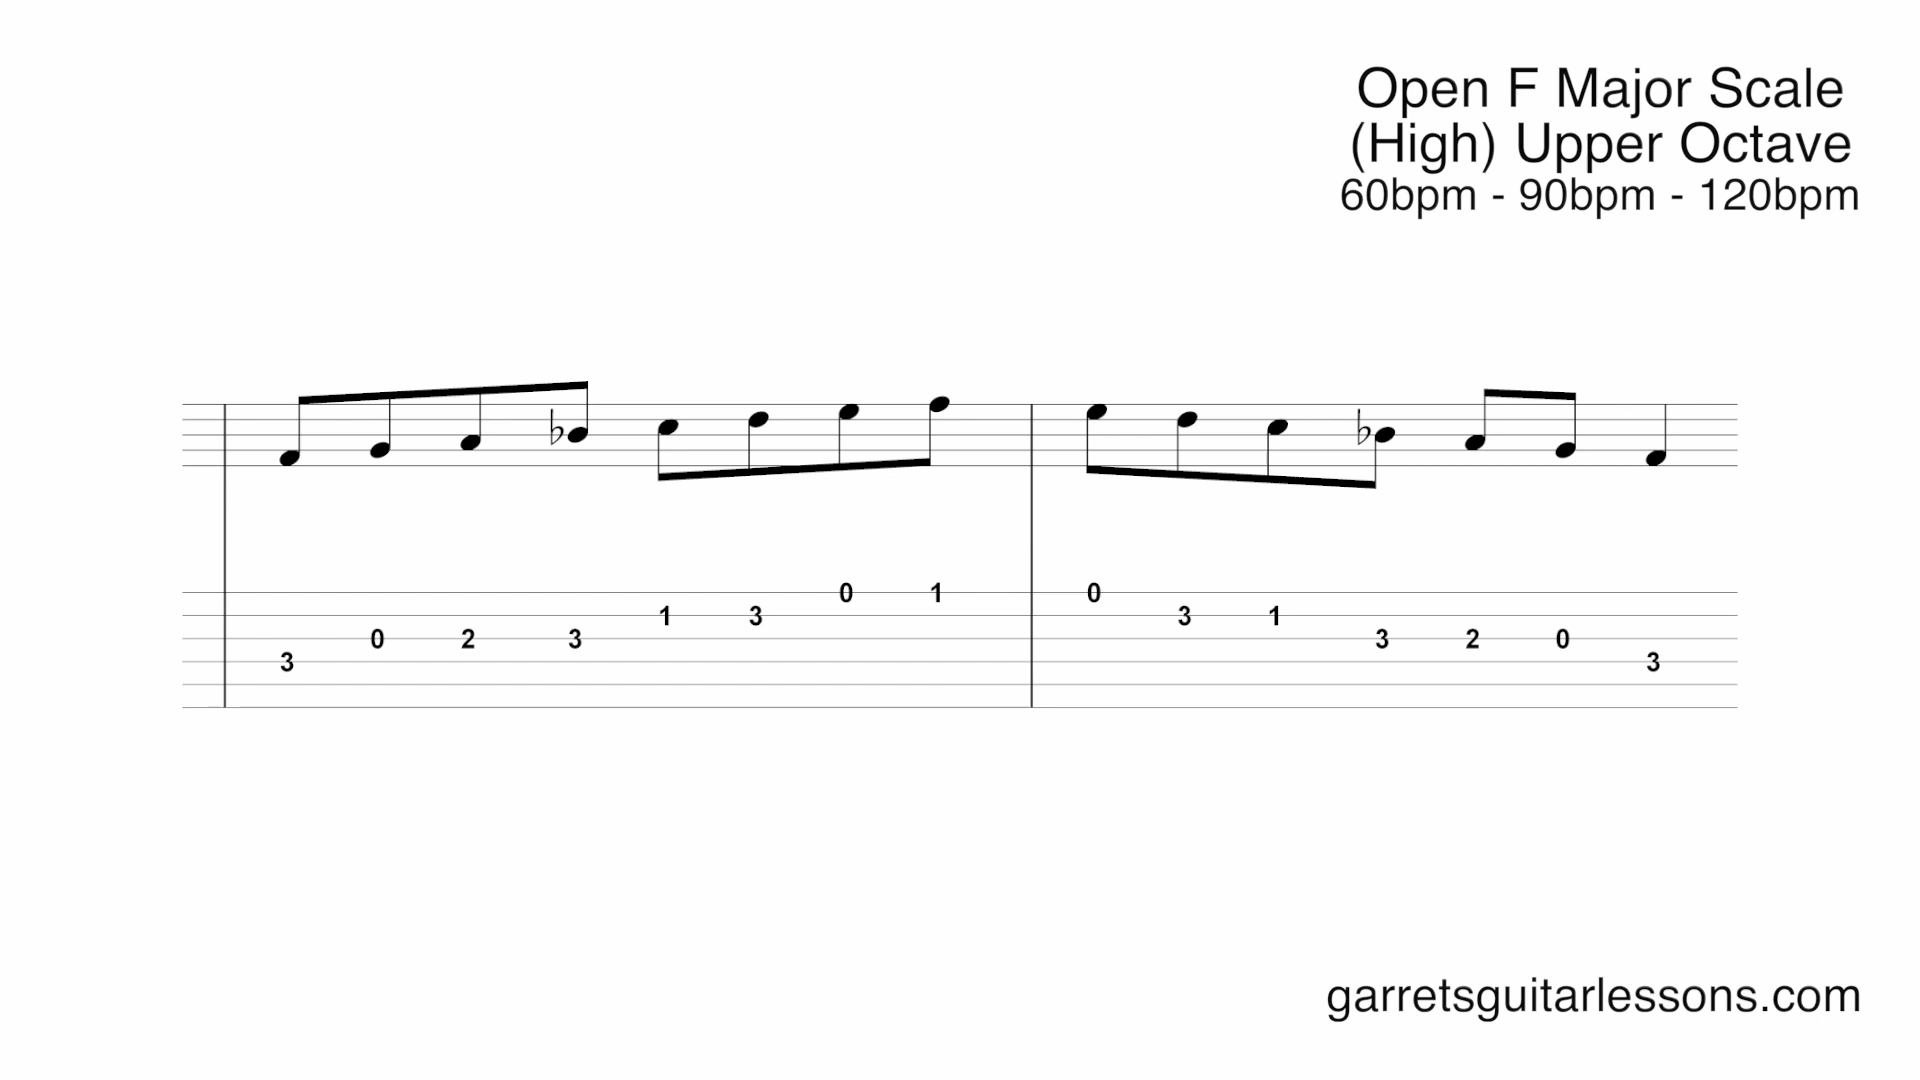 Open F Major Scale
(High) Upper Octave
60bpm - 90bpm - 120bpm
0 1 0
1 3 3 1
0 2 3 3 2 0
3 3
garretsguitarlessons.com